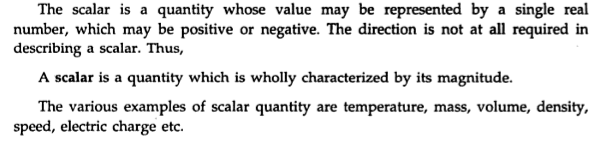 The scalar is a quantity whose value may be represented by a single real
number, which may be positive or negative. The direction is not at all required in
describing a scalar. Thus,
A scalar is a quantity which is wholly characterized by its magnitude.
The various examples of scalar quantity are temperature, mass, volume, density,
speed, electric charge etc.